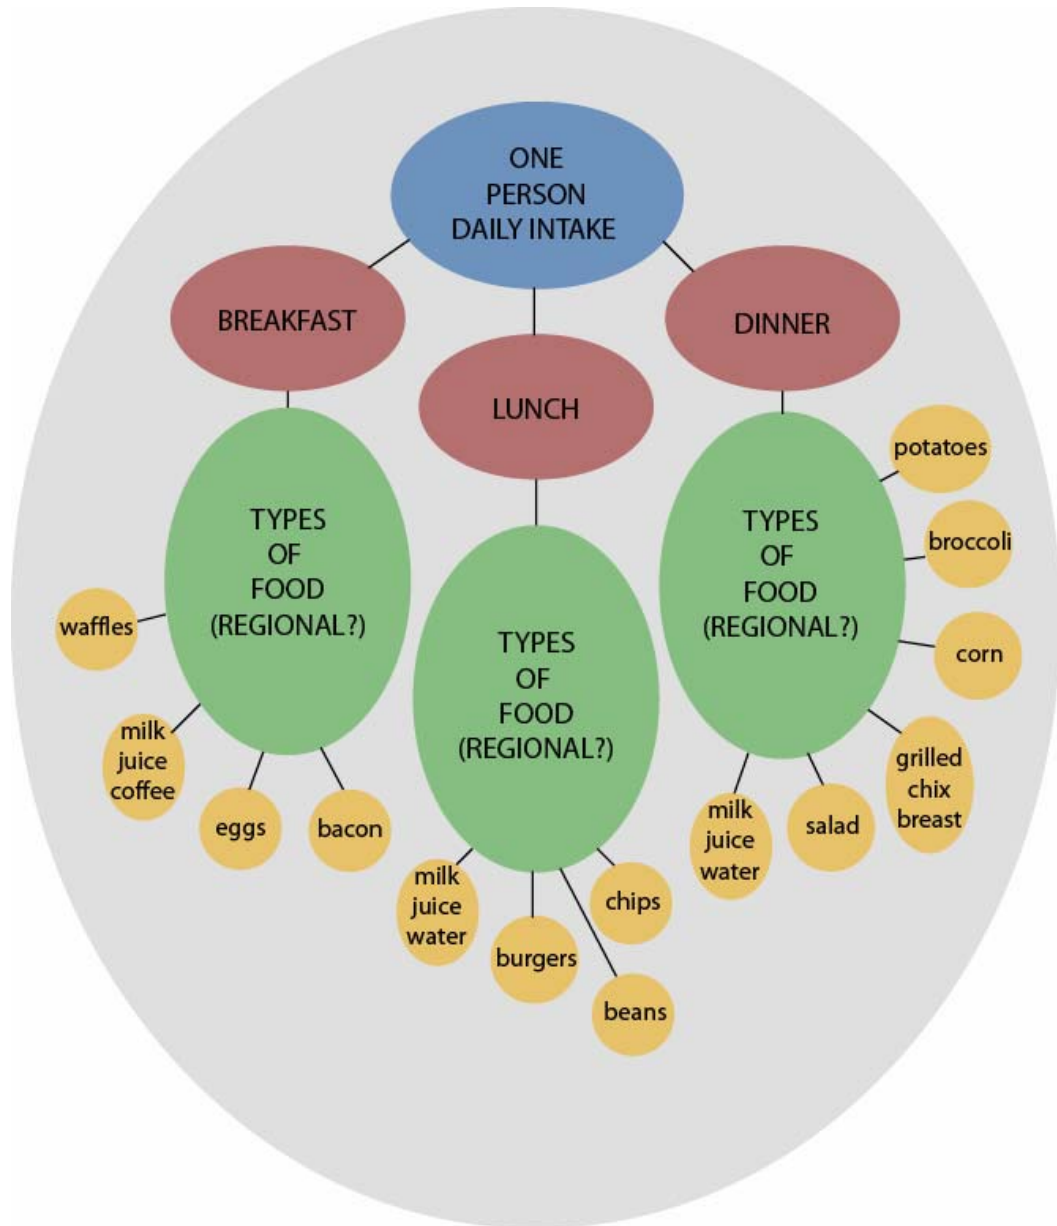 ONE
PERSON
DAILY INTAKE
BREAKFAST
LUNCH
DINNER
TYPES
OF
FOOD
(REGIONAL?)
waffles
milk
juice
coffee
eggs
bacon
TYPES
OF
FOOD
(REGIONAL?)
milk
juice
water
burgers
beans
chips
TYPES
OF
FOOD
(REGIONAL?)
potatoes
broccoli
corn
grilled
chix
breast
salad
milk
juice
water